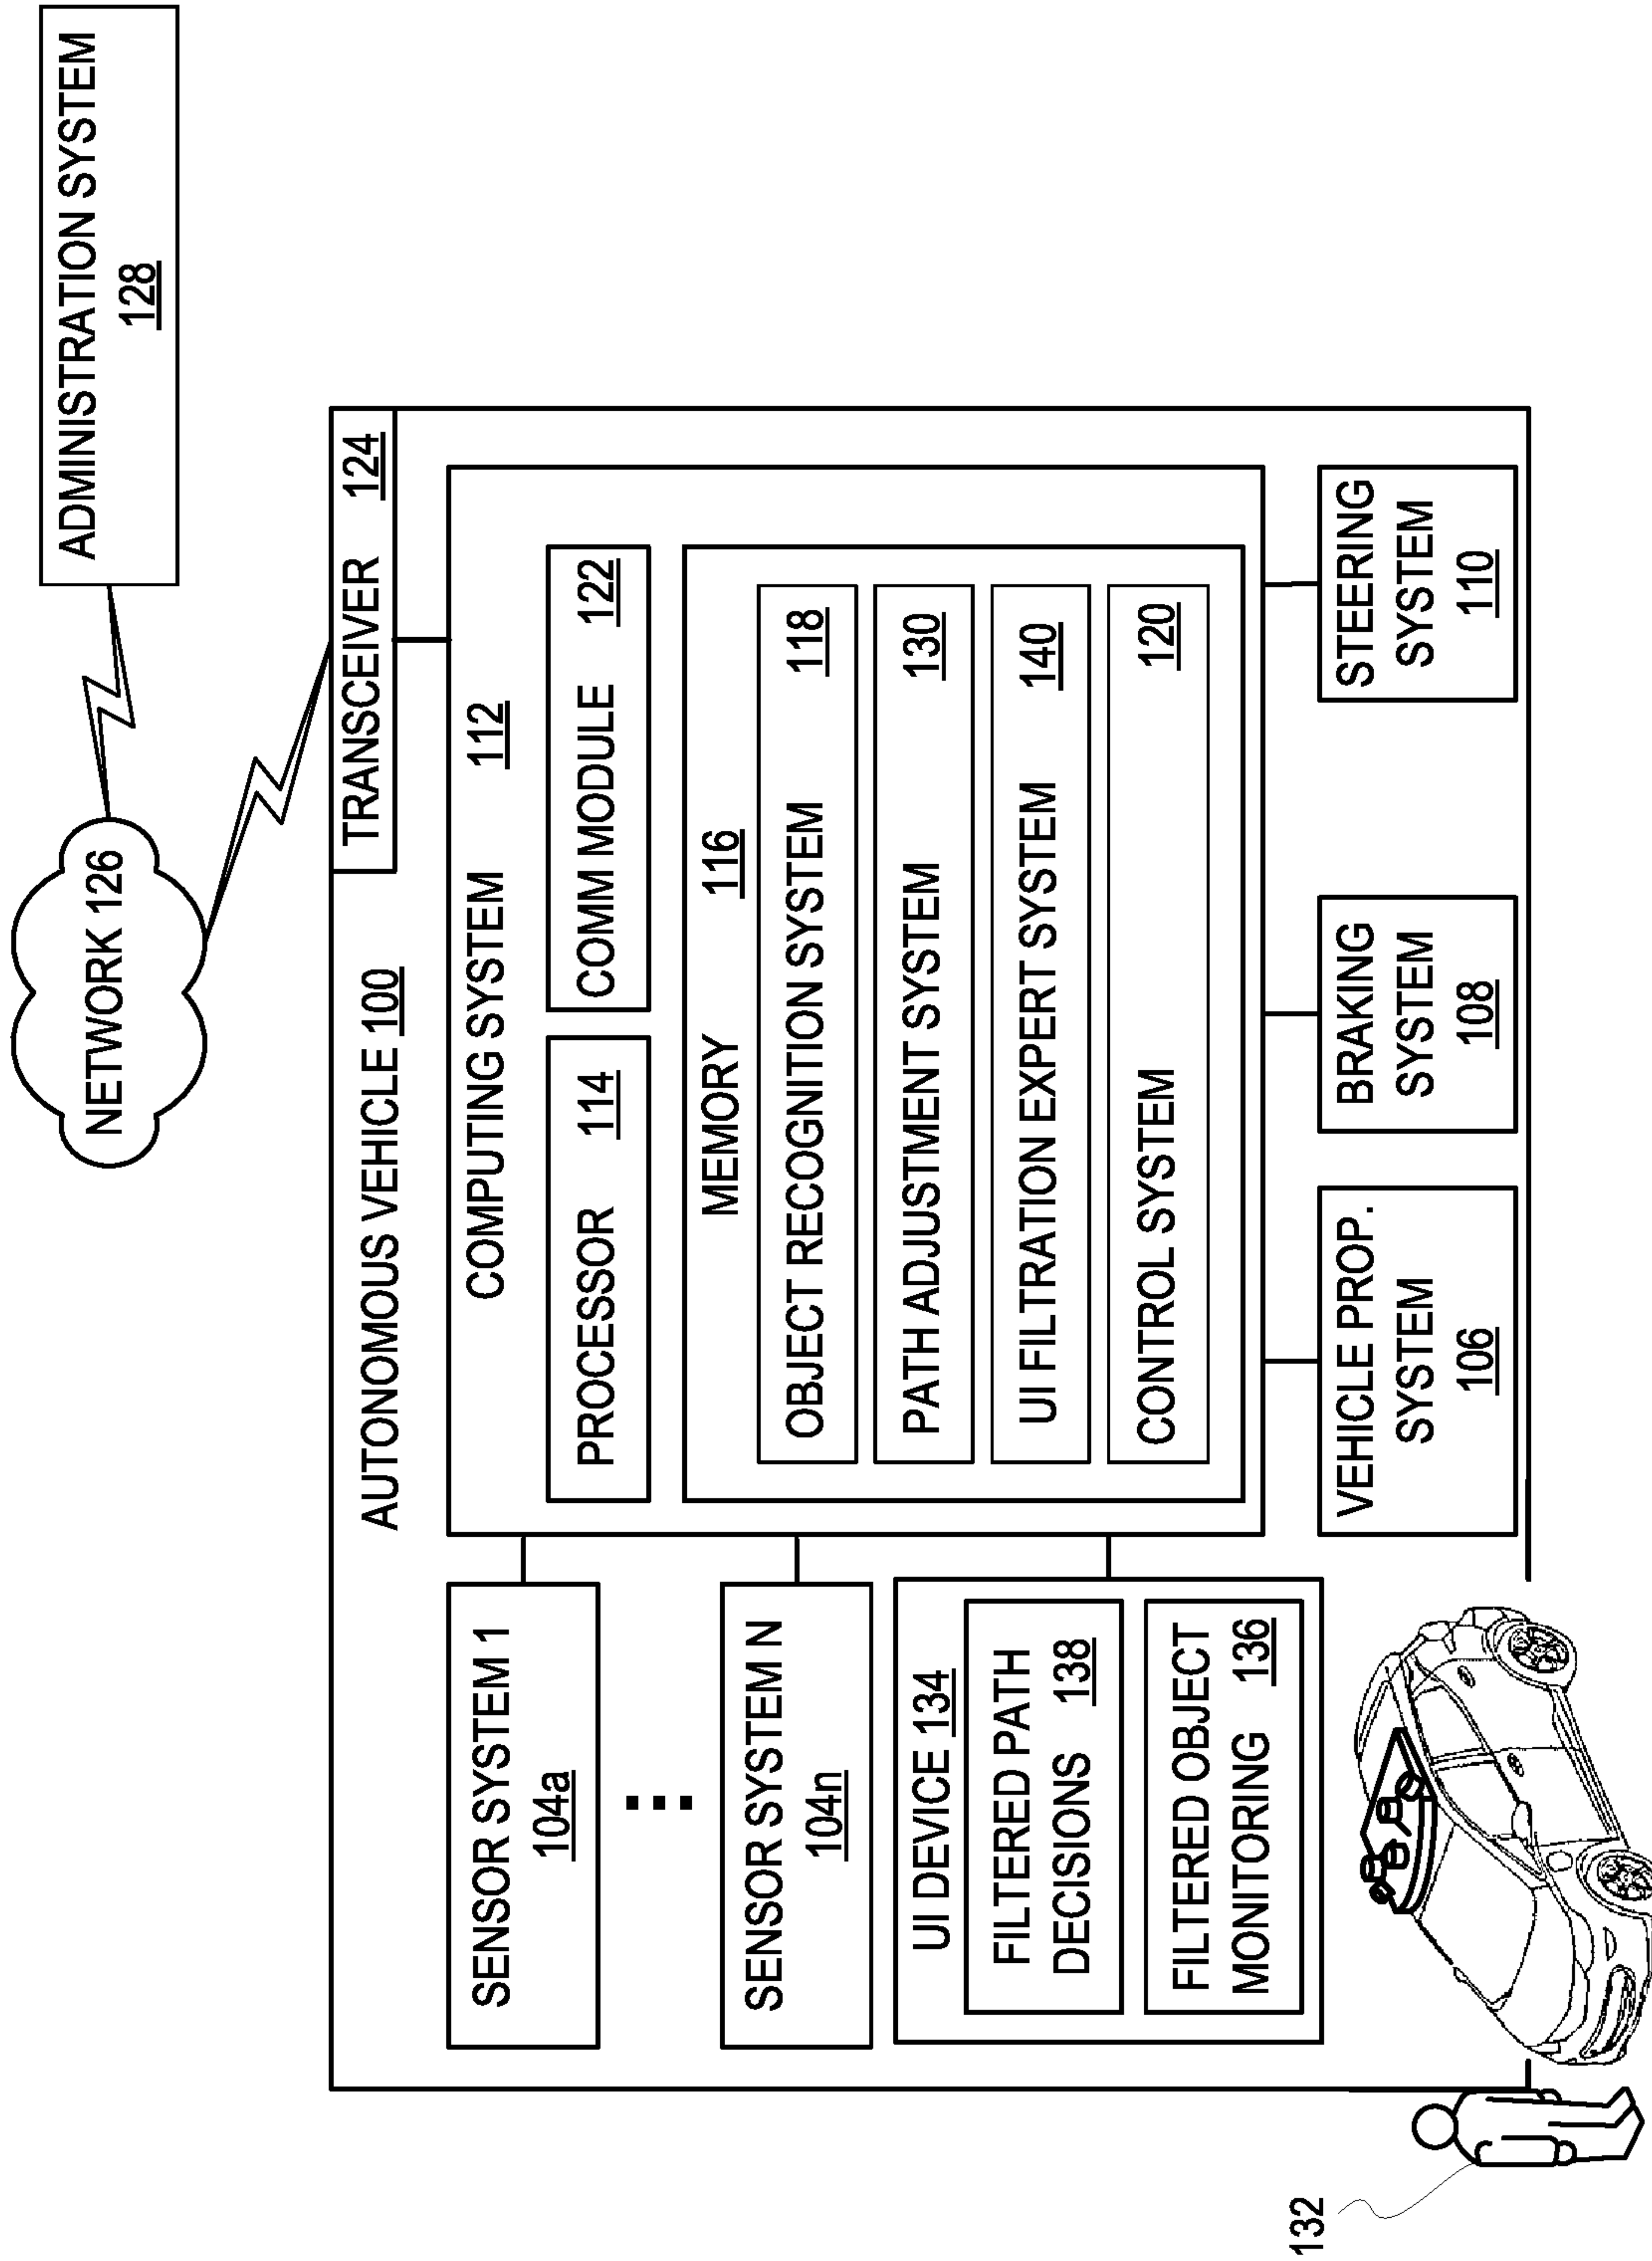 ADMINISTRATION SYSTEM
128
NETWORK 126
TRANSCEIVER 124
AUTONOMOUS VEHICLE 100
COMPUTING SYSTEM 112
PROCESSOR 114
COMM MODULE 122
MEMORY 116
OBJECT RECOGNITION SYSTEM 118
PATH ADJUSTMENT SYSTEM 130
UI FILTRATION EXPERT SYSTEM 140
CONTROL SYSTEM 120
SENSOR SYSTEM 1
104a
SENSOR SYSTEM N
104n
UI DEVICE 134
FILTERED PATH
DECISIONS 138
FILTERED OBJECT
MONITORING 136
VEHICLE PROP.
SYSTEM
106
BRAKING
SYSTEM
108
STEERING
SYSTEM
110
132